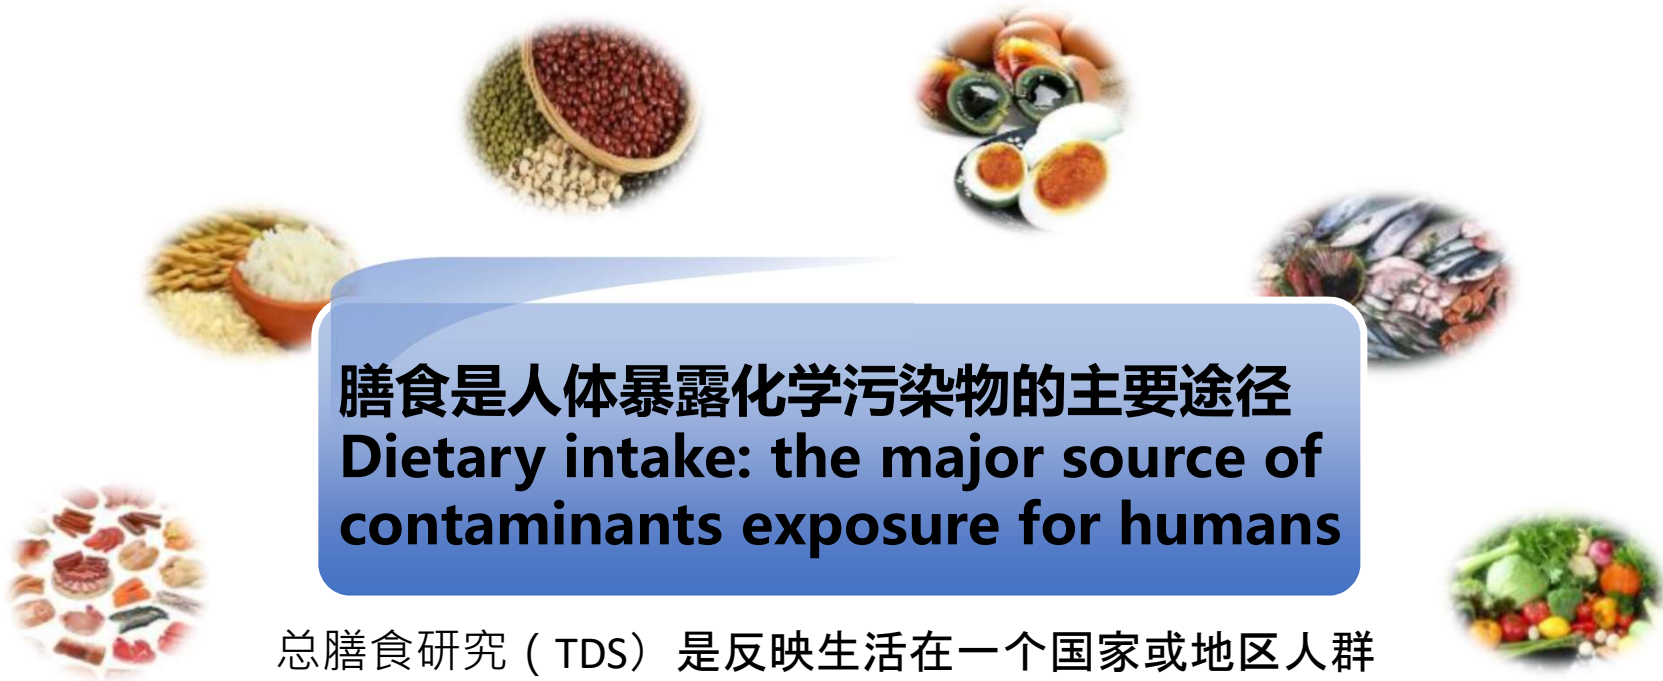 膳食是人体暴露化学污染物的主要途径
Dietary intake: the major source of
contaminants exposure for humans
总膳食研究（TDS）是反映生活在一个国家或地区人群